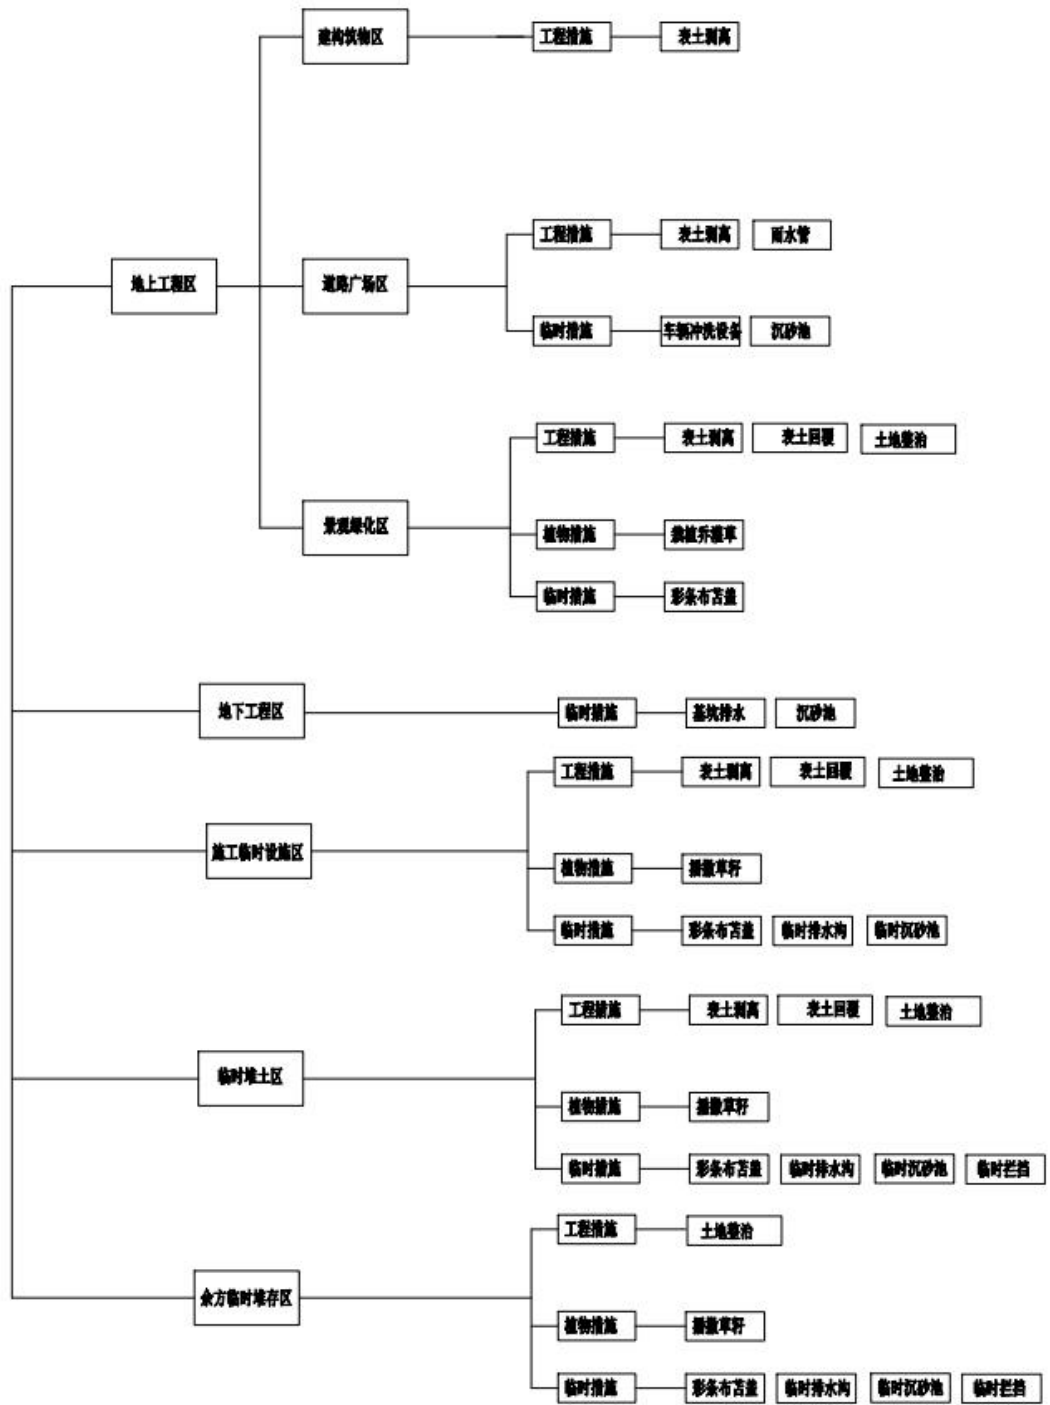 建构筑物区
工程措施
表土剥离
地上工程区
道路广场区
工程措施
表土剥离
雨水管
临时措施
车辆冲洗设备
沉砂池
景观绿化区
工程措施
表土剥离
表土回覆
土地整治
植物措施
栽植乔灌草
临时措施
彩条布苫盖
地下工程区
临时措施
基坑排水
沉砂池
施工临时设施区
工程措施
表土剥离
表土回覆
土地整治
植物措施
播撒草籽
临时措施
彩条布苫盖
临时排水沟
临时沉砂池
临时堆土区
工程措施
表土剥离
表土回覆
土地整治
植物措施
播撒草籽
临时措施
彩条布苫盖
临时排水沟
临时沉砂池
临时拦挡
余方临时堆存区
工程措施
土地整治
植物措施
播撒草籽
临时措施
彩条布苫盖
临时排水沟
临时沉砂池
临时拦挡